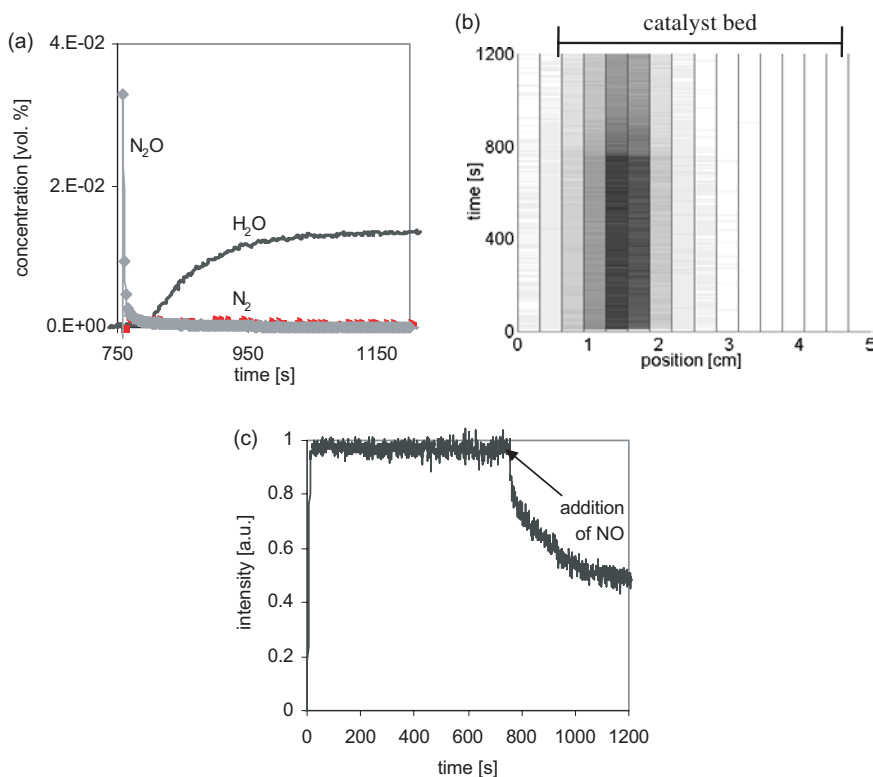 (a)
4.E-02
2.E-02
0.E+00
concentration [vol. %]
N₂O
H₂O
N₂
750
950
1150
time [s]
(b)
catalyst bed
1200
800
400
0
time [s]
0
1
2
3
4
5
position [cm]
(c)
1
0.8
0.6
0.4
0.2
0
intensity [a.u.]
addition
of NO
0
200
400
600
800
1000
1200
time [s]